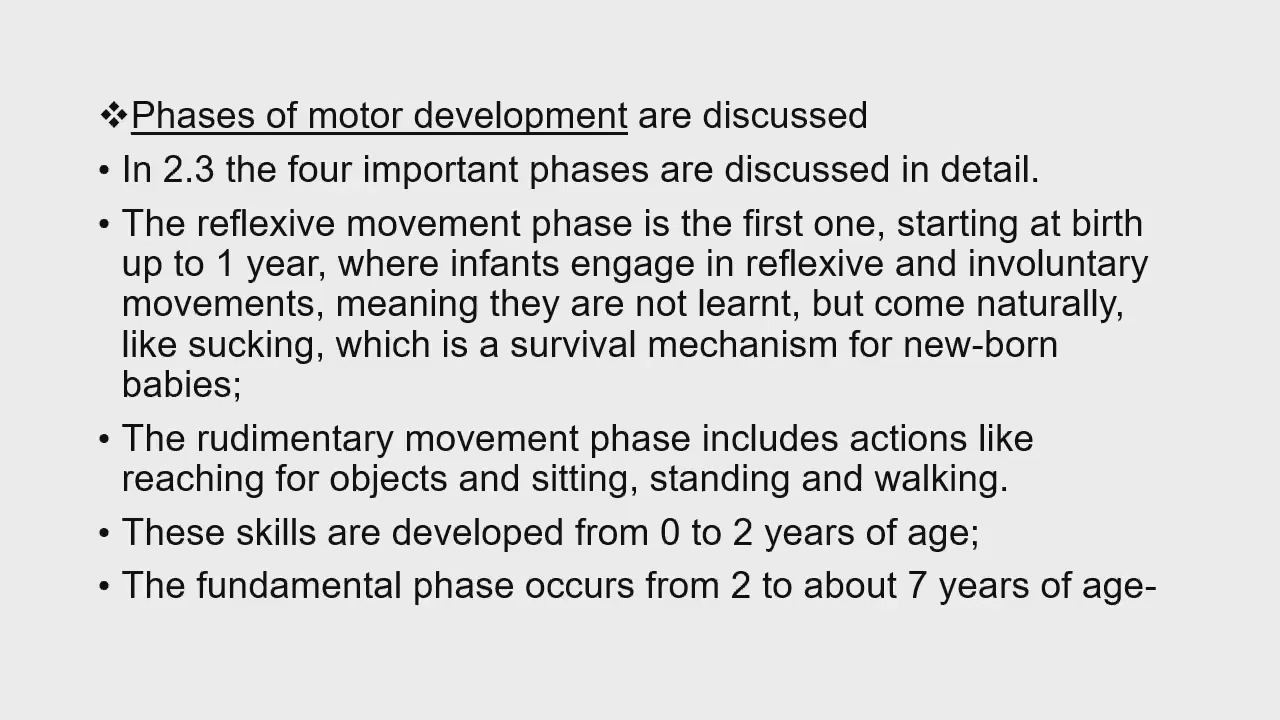 ❖Phases of motor development are discussed
• In 2.3 the four important phases are discussed in detail.
• The reflexive movement phase is the first one, starting at birth
up to 1 year, where infants engage in reflexive and involuntary
movements, meaning they are not learnt, but come naturally,
like sucking, which is a survival mechanism for new-born
babies;
• The rudimentary movement phase includes actions like
reaching for objects and sitting, standing and walking.
• These skills are developed from 0 to 2 years of age;
• The fundamental phase occurs from 2 to about 7 years of age-